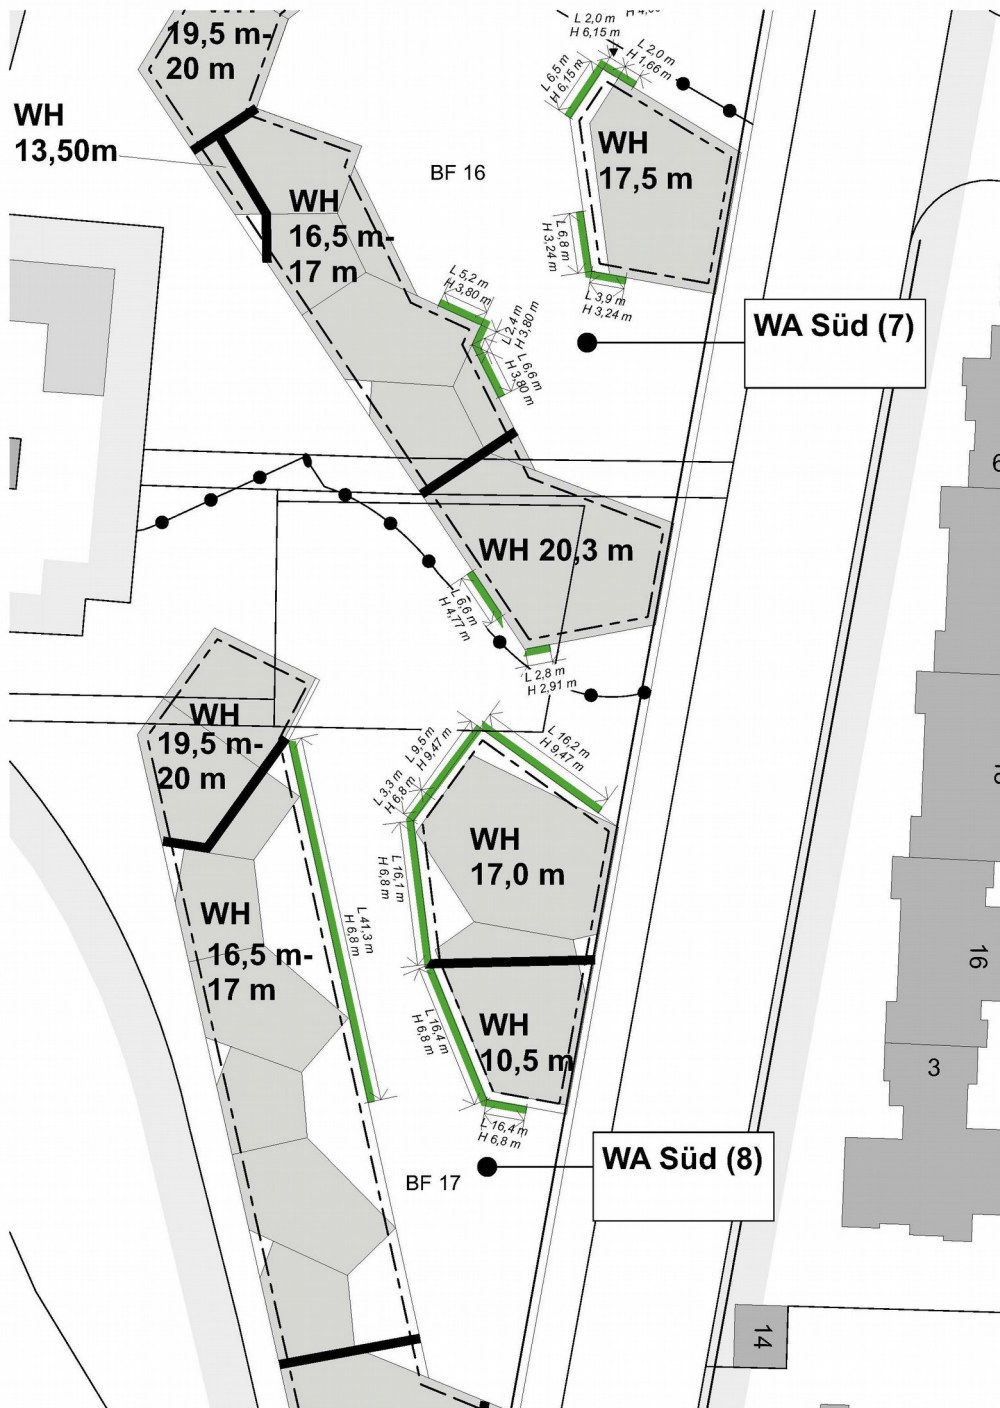 WH
19,5 m-
20 m
L 2,0 m
H 6,15 m
L 2,0 m
H 1,66 m
L 6,5 m
H 6,15 m
WH
13,50m
WH
17,5 m
BF 16
WH
16,5 m-
17 m
L 6,8 m
H 3,24 m
L 3,9 m
H 3,24 m
L 5,2 m
H 3,80 m
L 2,4 m
H 3,80 m
L 6,6 m
H 3,80 m
WA Süd (7)
6
WH 20,3 m
L 6,6 m
H 4,77 m
L 2,8 m
H 2,91 m
WH
19,5 m-
20 m
L 9,5 m
H 9,47 m
L 16,2 m
H 9,47 m
L 3,3 m
H 6,8 m
WH
17,0 m
L 16,1 m
H 6,8 m
WH
16,5 m-
17 m
L 41,3 m
H 6,8 m
16
WH
10,5 m
L 16,4 m
H 6,8 m
3
L 16,4 m
H 6,8 m
WA Süd (8)
BF 17
14